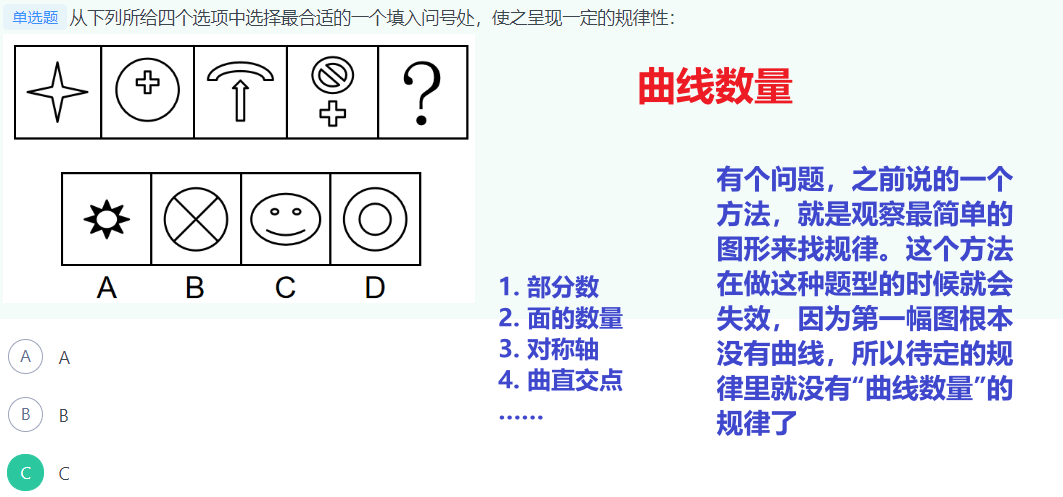 单选题 从下列所给四个选项中选择最合适的一个填入问号处，使之呈现一定的规律性：
?
A B C D
曲线数量
有个问题，之前说的一个
方法，就是观察最简单的
图形来找规律。这个方法
在做这种题型的时候就会
失效，因为第一幅图根本
没有曲线，所以待定的规
律里就没有“曲线数量”的
规律了
1. 部分数
2. 面的数量
3. 对称轴
4. 曲直交点
……
A A
B B
C C